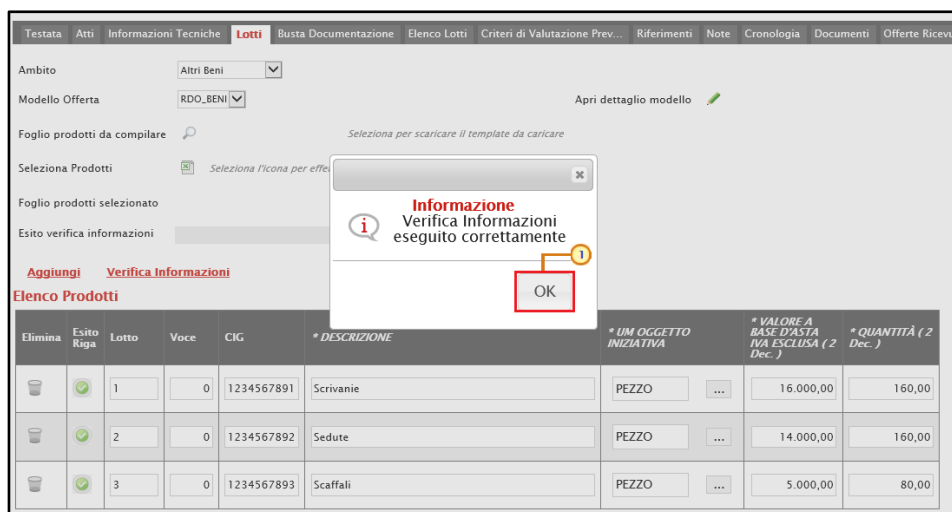 Testata Atti Informazioni Tecniche Lotti Busta Documentazione Elenco Lotti Criteri di Valutazione Prev... Riferimenti Note Cronologia Documenti Offerte Ricevu
Ambito Altri Beni
Modello Offerta RDO_BENI Apri dettaglio modello
Foglio prodotti da compilare Seleziona per scaricare il template da caricare
Seleziona Prodotti Seleziona l'icona per effe
Foglio prodotti selezionato
Esito verifica informazioni
Informazione
Verifica Informazioni
eseguito correttamente
1
OK
Aggiungi Verifica Informazioni
Elenco Prodotti
Elimina Esito Riga Lotto Voce CIG * DESCRIZIONE * UM OGGETTO INIZIATIVA * VALORE A BASE D'ASTA IVA ESCLUSA ( 2 Dec. ) * QUANTITÀ ( 2 Dec. )
1 0 1234567891 Scrivanie PEZZO ... 16.000,00 160,00
2 0 1234567892 Sedute PEZZO ... 14.000,00 160,00
3 0 1234567893 Scaffali PEZZO ... 5.000,00 80,00